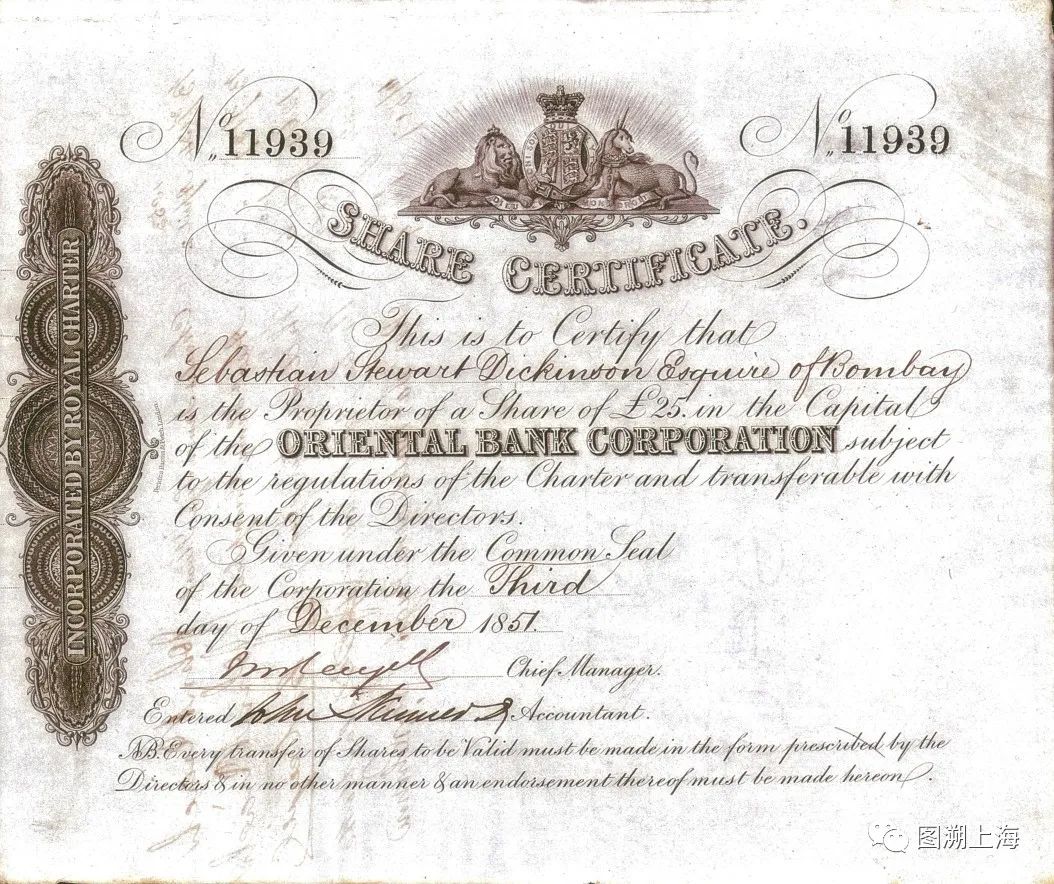 No 11939
No 11939
SHARE CERTIFICATE.
INCORPORATED BY ROYAL CHARTER
This is to Certify that
Sebastian Stewart Dickinson Esquire of Bombay
is the Proprietor of a Share of £25. in the Capital
of the ORIENTAL BANK CORPORATION subject
to the regulations of the Charter and transferable with
Consent of the Directors.
Given under the Common Seal
of the Corporation the Third
day of December 1851.
Chief Manager.
Entered John Accountant.
NB. Every transfer of Shares to be Valid must be made in the form prescribed by the
Directors & in no other manner & an endorsement thereof must be made hereon.
图溯上海